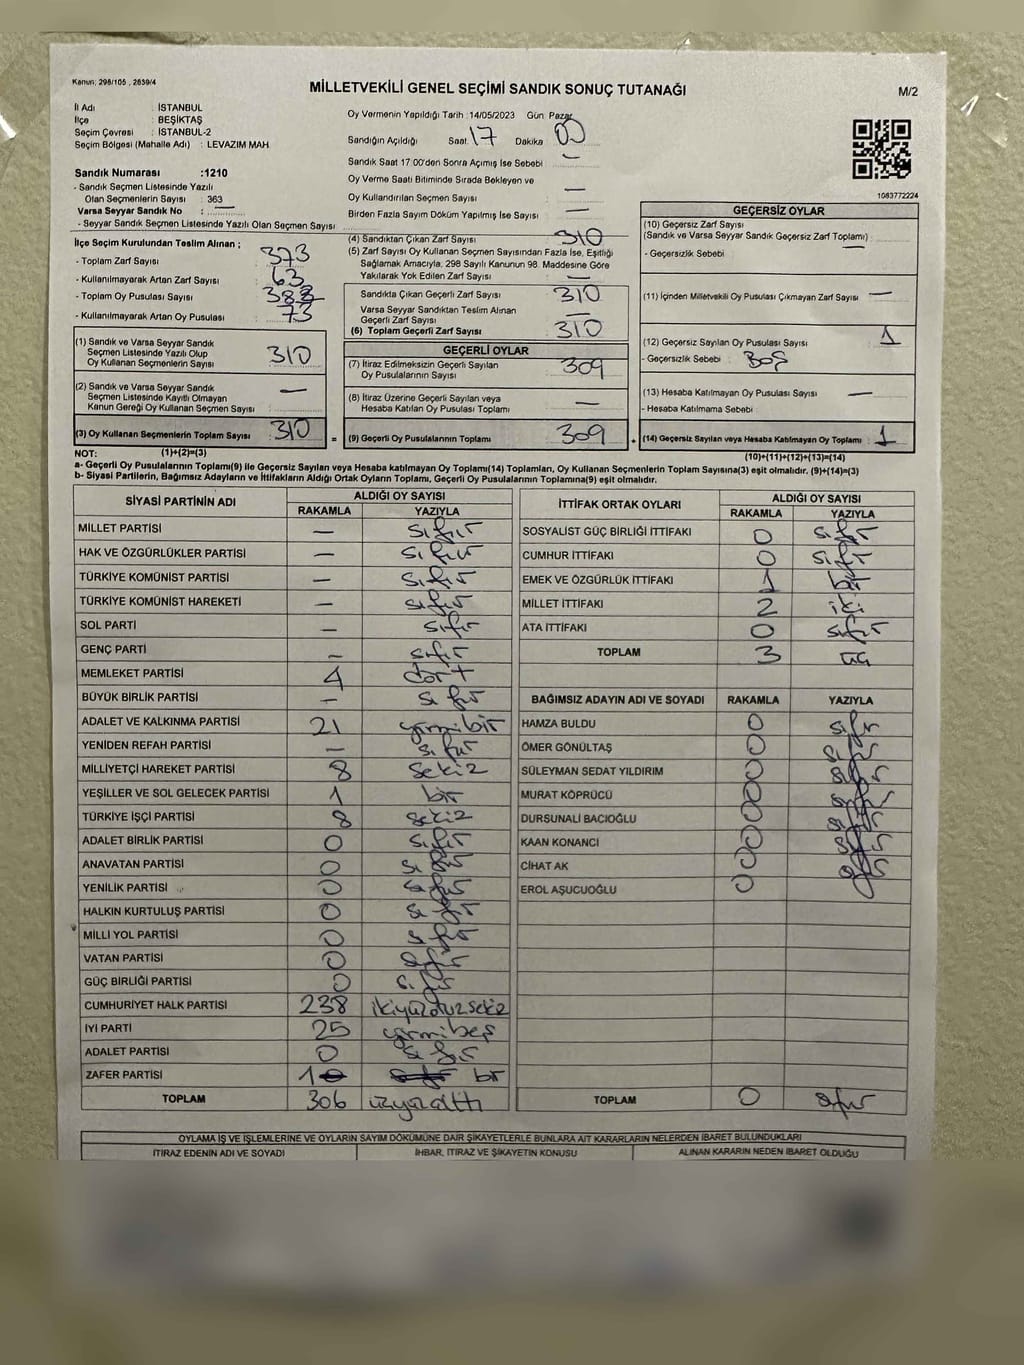 Kanun: 298/105 , 2839/4
MİLLETVEKİLİ GENEL SEÇİMİ SANDIK SONUÇ TUTANAĞI
M/2
İl Adı : İSTANBUL
İlçe : BEŞİKTAŞ
Seçim Çevresi : İSTANBUL-2
Seçim Bölgesi (Mahalle Adı) : LEVAZIM MAH.
Sandık Numarası :1210
- Sandık Seçmen Listesinde Yazılı
Olan Seçmenlerin Sayısı : 363
Varsa Seyyar Sandık No : —
- Seyyar Sandık Seçmen Listesinde Yazılı Olan Seçmen Sayısı
Oy Vermenin Yapıldığı Tarih :14/05/2023 Gün Pazar
Sandığın Açıldığı Saat 17 Dakika 00
Sandık Saat 17 00'den Sonra Açımış İse Sebebi —
Oy Verme Saati Bitiminde Sırada Bekleyen ve
Oy Kullandırılan Seçmen Sayısı —
Birden Fazla Sayım Döküm Yapılmış İse Sayısı —
1083772224
İlçe Seçim Kurulundan Teslim Alınan ;
- Toplam Zarf Sayısı 373
- Kullanılmayarak Artan Zarf Sayısı 63
- Toplam Oy Pusulası Sayısı 383
- Kullanılmayarak Artan Oy Pusulası 73
(1) Sandık ve Varsa Seyyar Sandık
Seçmen Listesinde Yazılı Olup
Oy Kullanan Seçmenlerin Sayısı 310
(2) Sandık ve Varsa Seyyar Sandık
Seçmen Listesinde Kayıtlı Olmayan
Kanun Gereği Oy Kullanan Seçmen Sayısı —
(3) Oy Kullanan Seçmenlerin Toplam Sayısı 310
(4) Sandıktan Çıkan Zarf Sayısı 310
(5) Zarf Sayısı Oy Kullanan Seçmen Sayısından Fazla İse, Eşitliği
Sağlamak Amacıyla, 298 Sayılı Kanunun 98. Maddesine Göre
Yakılarak Yok Edilen Zarf Sayısı —
Sandıkta Çıkan Geçerli Zarf Sayısı 310
Varsa Seyyar Sandıktan Teslim Alınan
Geçerli Zarf Sayısı —
(6) Toplam Geçerli Zarf Sayısı 310
GEÇERLİ OYLAR
(7) İtiraz Edilmeksizin Geçerli Sayılan
Oy Pusulalarının Sayısı 309
(8) İtiraz Üzerine Geçerli Sayılan veya
Hesaba Katılan Oy Pusulası Toplamı —
= (9) Geçerli Oy Pusulalarının Toplamı 309
GEÇERSİZ OYLAR
(10) Geçersiz Zarf Sayısı
(Sandık ve Varsa Seyyar Sandık Geçersiz Zarf Toplamı) —
- Geçersizlik Sebebi
(11) İçinden Milletvekili Oy Pusulası Çıkmayan Zarf Sayısı —
(12) Geçersiz Sayılan Oy Pusulası Sayısı 1
- Geçersizlik Sebebi : BOŞ
(13) Hesaba Katılmayan Oy Pusulası Sayısı —
- Hesaba Katılmama Sebebi
+ (14) Geçersiz Sayılan veya Hesaba Katılmayan Oy Toplamı : 1
NOT: (1)+(2)=(3) (10)+(11)+(12)+(13)=(14)
a- Geçerli Oy Pusulalarının Toplamı(9) ile Geçersiz Sayılan veya Hesaba katılmayan Oy Toplamı(14) Toplamları, Oy Kullanan Seçmenlerin Toplam Sayısına(3) eşit olmalıdır. (9)+(14)=(3)
b- Siyasi Partilerin, Bağımsız Adayların ve İttifakların Aldığı Ortak Oyların Toplamı, Geçerli Oy Pusulalarının Toplamına(9) eşit olmalıdır.
SİYASİ PARTİNİN ADI ALDIĞI OY SAYISI
RAKAMLA YAZIYLA
MİLLET PARTİSİ — sıfır
HAK VE ÖZGÜRLÜKLER PARTİSİ — sıfır
TÜRKİYE KOMÜNİST PARTİSİ — sıfır
TÜRKİYE KOMÜNİST HAREKETİ — sıfır
SOL PARTİ — sıfır
GENÇ PARTİ — sıfır
MEMLEKET PARTİSİ 4 dört
BÜYÜK BİRLİK PARTİSİ — sıfır
ADALET VE KALKINMA PARTİSİ 21 yirmibir
YENİDEN REFAH PARTİSİ — sıfır
MİLLİYETÇİ HAREKET PARTİSİ 8 sekiz
YEŞİLLER VE SOL GELECEK PARTİSİ 1 bir
TÜRKİYE İŞÇİ PARTİSİ 8 sekiz
ADALET BİRLİK PARTİSİ 0 sıfır
ANAVATAN PARTİSİ 0 sıfır
YENİLİK PARTİSİ 0 sıfır
HALKIN KURTULUŞ PARTİSİ 0 sıfır
MİLLİ YOL PARTİSİ 0 sıfır
VATAN PARTİSİ 0 sıfır
GÜÇ BİRLİĞİ PARTİSİ 0 sıfır
CUMHURİYET HALK PARTİSİ 238 ikiyüzotuzsekiz
İYİ PARTİ 25 yirmibeş
ADALET PARTİSİ 0 sıfır
ZAFER PARTİSİ 1 bir
TOPLAM 306 üçyüzaltı
İTTİFAK ORTAK OYLARI ALDIĞI OY SAYISI
RAKAMLA YAZIYLA
SOSYALİST GÜÇ BİRLİĞİ İTTİFAKI 0 sıfır
CUMHUR İTTİFAKI 0 sıfır
EMEK VE ÖZGÜRLÜK İTTİFAKI 1 bir
MİLLET İTTİFAKI 2 iki
ATA İTTİFAKI 0 sıfır
TOPLAM 3 üç
BAĞIMSIZ ADAYIN ADI VE SOYADI RAKAMLA YAZIYLA
HAMZA BULDU 0 sıfır
ÖMER GÖNÜLTAŞ 0 sıfır
SÜLEYMAN SEDAT YILDIRIM 0 sıfır
MURAT KÖPRÜCÜ 0 sıfır
DURSUNALİ BACIOĞLU 0 sıfır
KAAN KONANCI 0 sıfır
CİHAT AK 0 sıfır
EROL AŞUCUOĞLU 0
TOPLAM 0 sıfır
OYLAMA İŞ VE İŞLEMLERİNE VE OYLARIN SAYIM DÖKÜMÜNE DAİR ŞİKAYETLERLE BUNLARA AİT KARARLARIN NELERDEN İBARET BULUNDUKLARI
İTİRAZ EDENİN ADI VE SOYADI İHBAR, İTİRAZ VE ŞİKAYETİN KONUSU ALINAN KARARIN NEDEN İBARET OLDUĞU